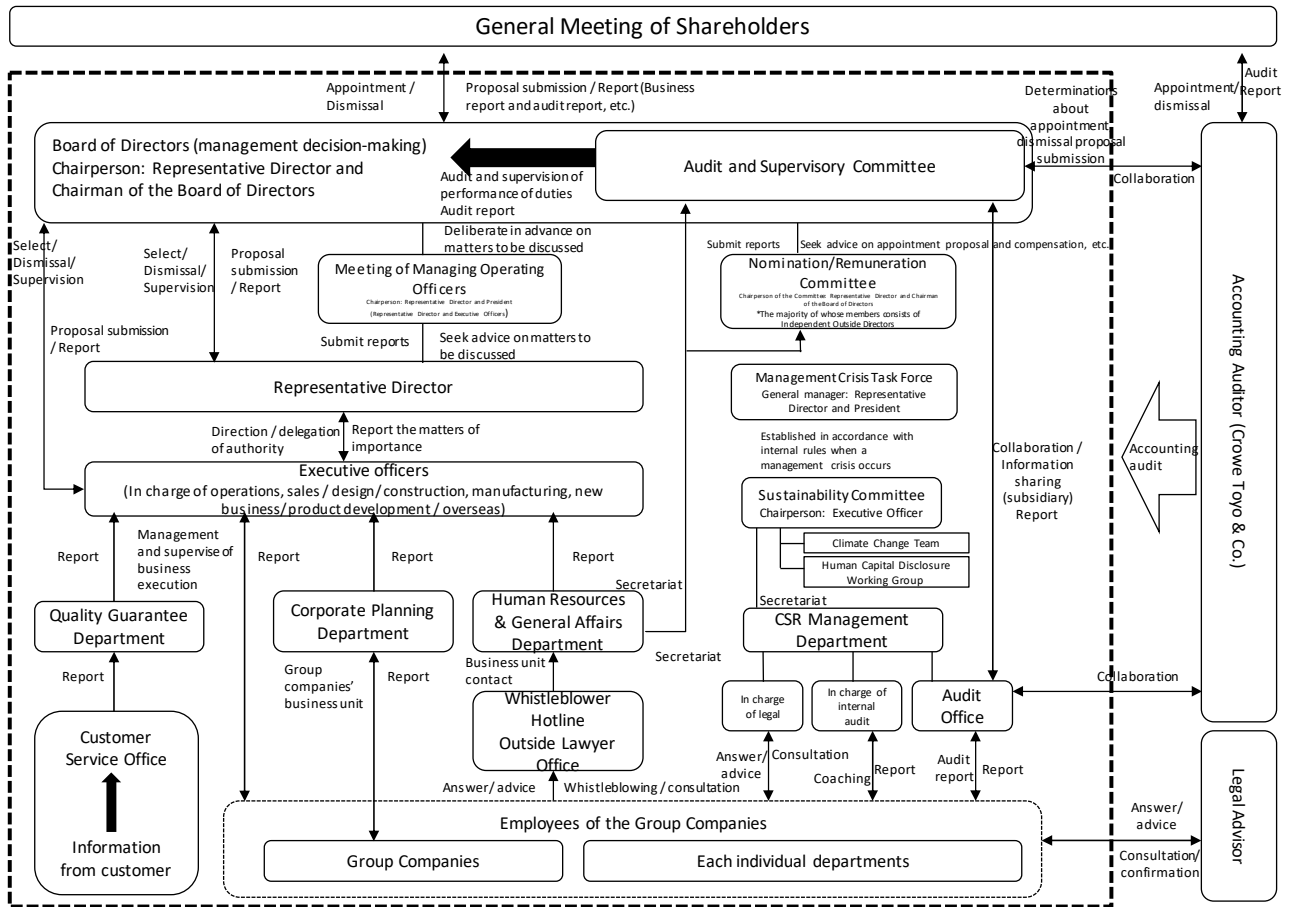 General Meeting of Shareholders
Appointment /
Dismissal
Proposal submission / Report (Business
report and audit report, etc.)
Determinations
about
appointment
dismissal proposal
submission
Appointment/
dismissal
Audit
Report
Board of Directors (management decision-making)
Chairperson: Representative Director and
Chairman of the Board of Directors
Audit and supervision of
performance of duties
Audit report
Audit and Supervisory Committee
Collaboration
Select/
Dismissal/
Supervision
Proposal submission
/ Report
Select/
Dismissal/
Supervision
Proposal
submission
/ Report
Deliberate in advance on
matters to be discussed
Meeting of Managing Operating
Officers
Chairperson: Representative Director and President
(Representative Director and Executive Officers)
Submit reports
Seek advice on matters to
be discussed
Submit reports
Seek advice on appointment proposal and compensation, etc.
Nomination/Remuneration
Committee
Chairperson of the Committee: Representative Director and Chairman
of the Board of Directors
*The majority of whose members consists of
Independent Outside Directors
Representative Director
Management Crisis Task Force
General manager: Representative
Director and President
Direction / delegation
of authority
Report the matters of
importance
Established in accordance with
internal rules when a
management crisis occurs
Executive officers
(In charge of operations, sales / design/ construction, manufacturing, new
business/product development / overseas)
Sustainability Committee
Chairperson: Executive Officer
Climate Change Team
Human Capital Disclosure
Working Group
Collaboration /
Information
sharing
(subsidiary)
Report
Accounting
audit
Accounting Auditor (Crowe Toyo & Co.)
Report
Management
and supervise of
business
execution
Report
Report
Report
Secretariat
Secretariat
Secretariat
Quality Guarantee
Department
Corporate Planning
Department
Human Resources
& General Affairs
Department
CSR Management
Department
Report
Group
companies'
business unit
Report
Business unit
contact
Whistleblower
Hotline
Outside Lawyer
Office
In charge
of legal
In charge of
internal
audit
Audit
Office
Collaboration
Customer
Service Office
Information
from customer
Answer/ advice
Whistleblowing / consultation
Answer/
advice
Consultation
Coaching
Report
Audit
report
Report
Employees of the Group Companies
Group Companies
Each individual departments
Answer/
advice
Consultation/
confirmation
Legal Advisor